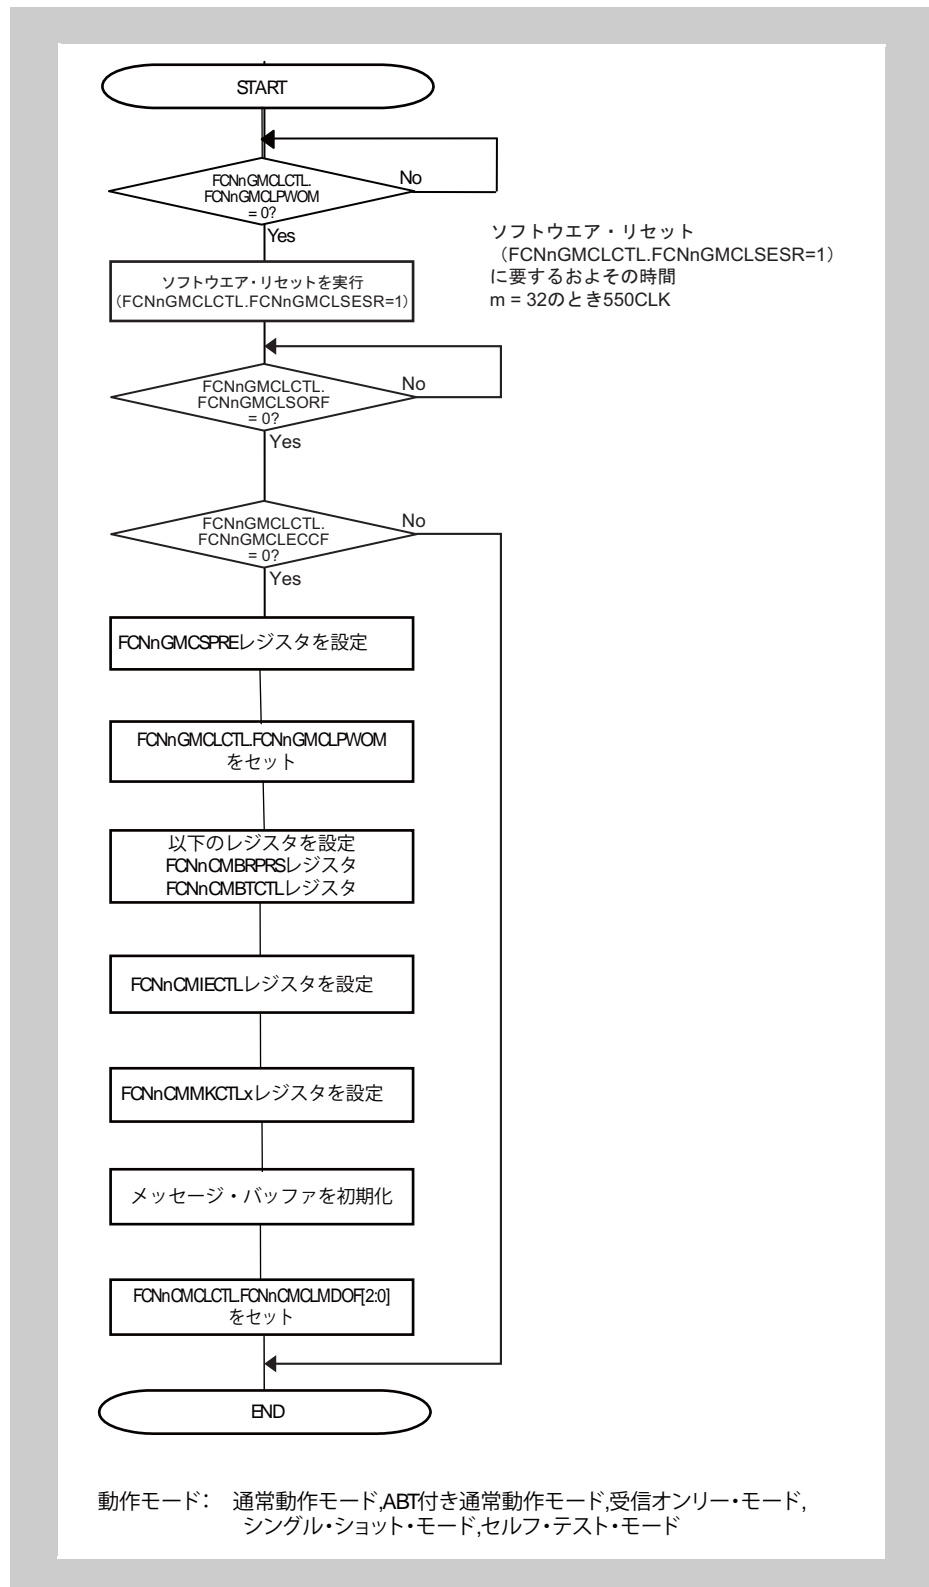 START
FCNnGMCLCTL.
FCNnGMCLPWOM
= 0?
No
Yes
ソフトウエア・リセット
（FCNnGMCLCTL.FCNnGMCLSESR=1）
に要するおよその時間
m = 32のとき550CLK
ソフトウエア・リセットを実行
（FCNnGMCLCTL.FCNnGMCLSESR=1）
FCNnGMCLCTL.
FCNnGMCLSORF
= 0?
No
Yes
FCNnGMCLCTL.
FCNnGMCLECCF
= 0?
No
Yes
FCNnGMCSPREレジスタを設定
FCNnGMCLCTL.FCNnGMCLPWOM
をセット
以下のレジスタを設定
FCNnCMBRPRSレジスタ
FCNnCMBTCTLレジスタ
FCNnCMIECTLレジスタを設定
FCNnCMMKCTLxレジスタを設定
メッセージ・バッファを初期化
FCNnCMCLCTL.FCNnCMCLMDOF[2:0]
をセット
END
動作モード： 通常動作モード,ABT付き通常動作モード,受信オンリー・モード,
シングル・ショット・モード,セルフ・テスト・モード